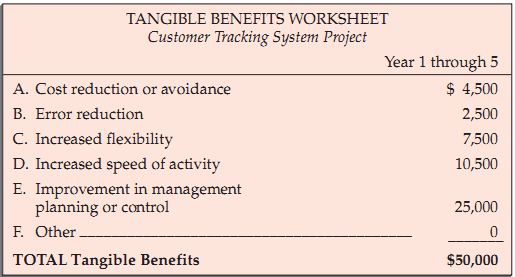 TANGIBLE BENEFITS WORKSHEET
Customer Tracking System Project
Year 1 through 5
A. Cost reduction or avoidance $ 4,500
B. Error reduction 2,500
C. Increased flexibility 7,500
D. Increased speed of activity 10,500
E. Improvement in management
planning or control 25,000
F. Other 0
TOTAL Tangible Benefits $50,000